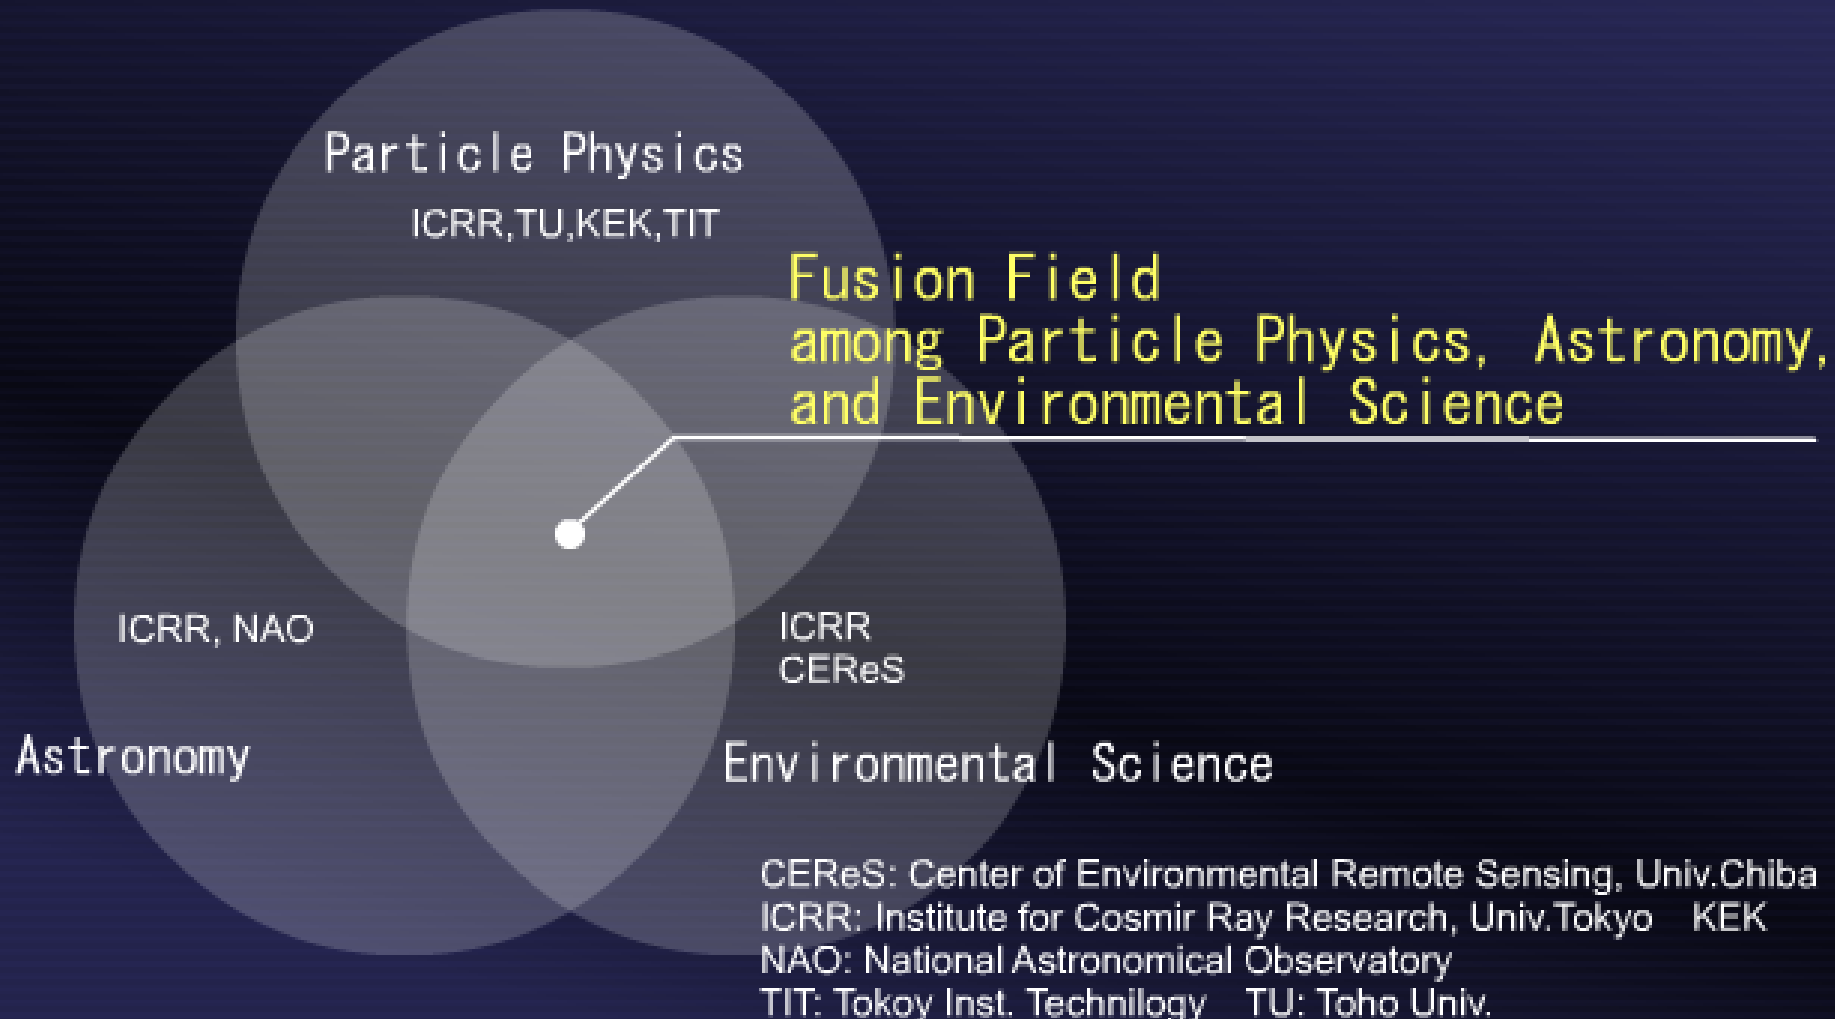 Particle Physics
ICRR,TU,KEK,TIT
Fusion Field
among Particle Physics, Astronomy,
and Environmental Science
ICRR, NAO
ICRR
CEReS
Astronomy
Environmental Science
CEReS: Center of Environmental Remote Sensing, Univ.Chiba
ICRR: Institute for Cosmir Ray Research, Univ.Tokyo KEK
NAO: National Astronomical Observatory
TIT: Tokoy Inst. Technilogy TU: Toho Univ.